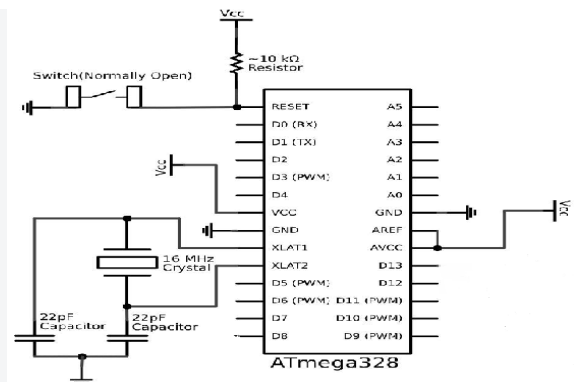 Vcc
~10 kΩ
Resistor
Switch(Normally Open)
RESET
A5
D0 (RX)
A4
D1 (TX)
A3
D2
A2
D3 (PWM)
A1
D4
A0
Vcc
VCC
GND
Vcc
GND
AREF
XLAT1
AVCC
16 MHz
Crystal
XLAT2
D13
D5 (PWM)
D12
D6 (PWM)
D11 (PWM)
22pF
Capacitor
22pF
Capacitor
D7
D10 (PWM)
D8
D9 (PWM)
ATmega328